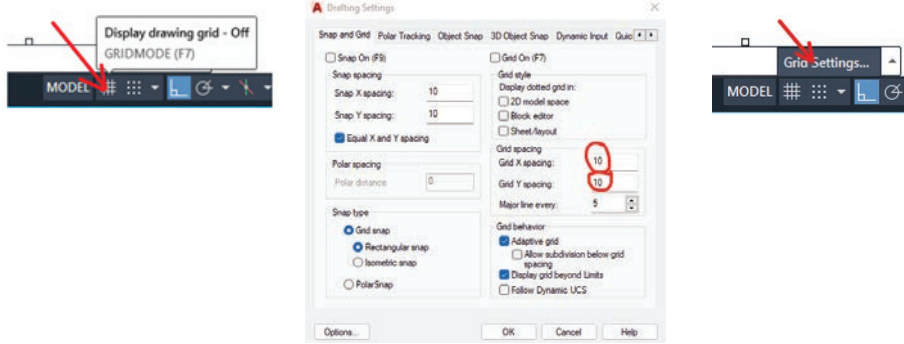 Display drawing grid - Off
GRIDMODE (F7)
MODEL
Drafting Settings
Snap and Grid Polar Tracking Object Snap 3D Object Snap Dynamic Input Quic
Snap On (F9)
Snap spacing
Snap X spacing: 10
Snap Y spacing: 10
Equal X and Y spacing
Polar spacing
Polar distance: 0
Snap type
Grid snap
Rectangular snap
Isometric snap
PolarSnap
Grid On (F7)
Grid style
Display dotted grid in:
2D model space
Block editor
Sheet/layout
Grid spacing
Grid X spacing: 10
Grid Y spacing: 10
Major line every: 5
Grid behavior
Adaptive grid
Allow subdivision below grid
spacing
Display grid beyond Limits
Follow Dynamic UCS
Options...
OK Cancel Help
Grid Settings...
MODEL